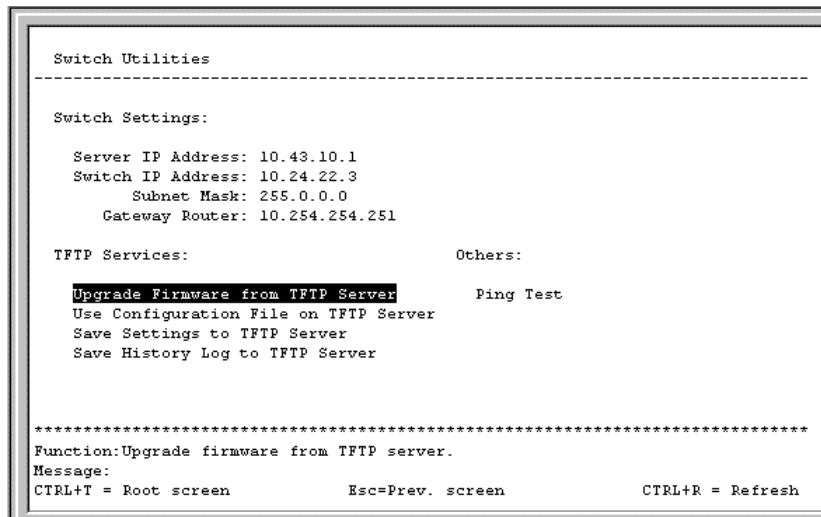 Switch Utilities
--------------------------------------------------------------------------------
Switch Settings:
Server IP Address: 10.43.10.1
Switch IP Address: 10.24.22.3
Subnet Mask: 255.0.0.0
Gateway Router: 10.254.254.251
TFTP Services: Others:
Upgrade Firmware from TFTP Server Ping Test
Use Configuration File on TFTP Server
Save Settings to TFTP Server
Save History Log to TFTP Server
********************************************************************************
Function:Upgrade firmware from TFTP server.
Message:
CTRL+T = Root screen Esc=Prev. screen CTRL+R = Refresh